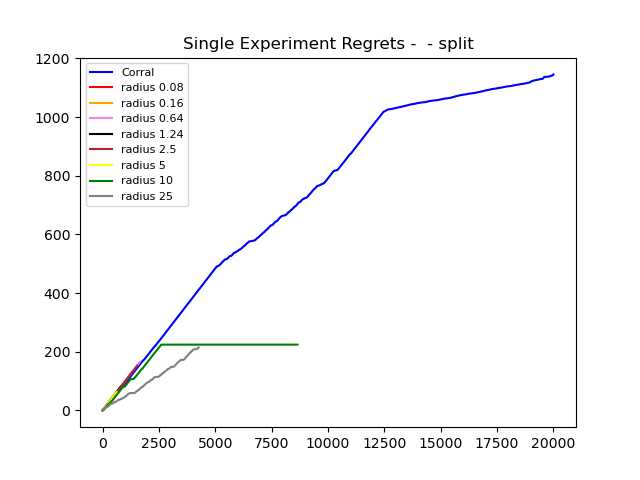 Single Experiment Regrets -  - split
1200
1000
800
600
400
200
0
Corral
radius 0.08
radius 0.16
radius 0.64
radius 1.24
radius 2.5
radius 5
radius 10
radius 25
0 2500 5000 7500 10000 12500 15000 17500 20000